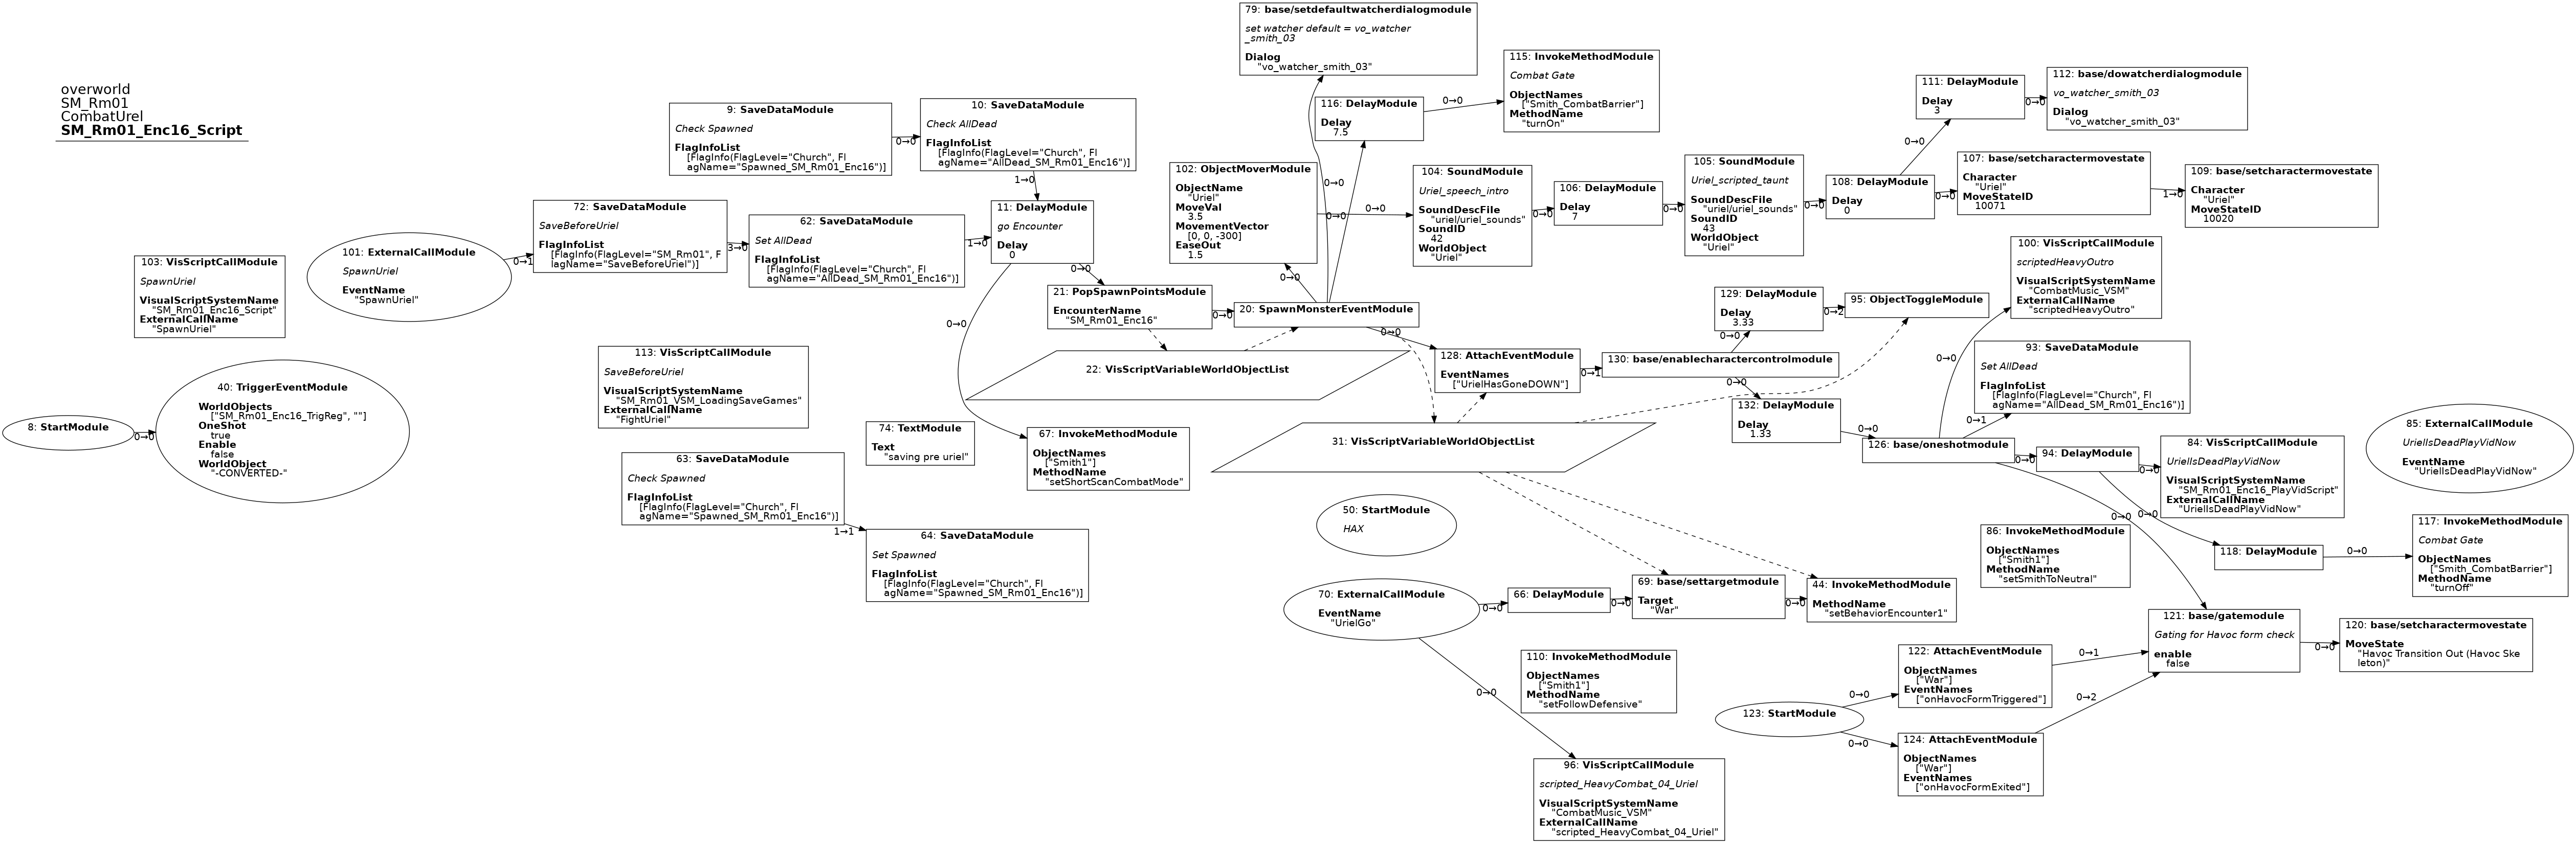 overworld
SM_Rm01
CombatUrel
SM_Rm01_Enc16_Script
79: base/setdefaultwatcherdialogmodule
set watcher default = vo_watcher
_smith_03
Dialog
"vo_watcher_smith_03"
115: InvokeMethodModule
Combat Gate
ObjectNames
["Smith_CombatBarrier"]
MethodName
"turnOn"
116: DelayModule
Delay
7.5
0→0
111: DelayModule
Delay
3
0→0
112: base/dowatcherdialogmodule
vo_watcher_smith_03
Dialog
"vo_watcher_smith_03"
9: SaveDataModule
Check Spawned
FlagInfoList
[FlagInfo(FlagLevel="Church", Fl
agName="Spawned_SM_Rm01_Enc16")]
0→0
10: SaveDataModule
Check AllDead
FlagInfoList
[FlagInfo(FlagLevel="Church", Fl
agName="AllDead_SM_Rm01_Enc16")]
1→0
102: ObjectMoverModule
ObjectName
"Uriel"
MoveVal
3.5
MovementVector
[0, 0, -300]
EaseOut
1.5
0→0
0→0
0→0
104: SoundModule
Uriel_speech_intro
SoundDescFile
"uriel/uriel_sounds"
SoundID
42
WorldObject
"Uriel"
0→0
106: DelayModule
Delay
7
0→0
105: SoundModule
Uriel_scripted_taunt
SoundDescFile
"uriel/uriel_sounds"
SoundID
43
WorldObject
"Uriel"
0→0
108: DelayModule
Delay
0
0→0
0→0
107: base/setcharactermovestate
Character
"Uriel"
MoveStateID
10071
1→0
109: base/setcharactermovestate
Character
"Uriel"
MoveStateID
10020
103: VisScriptCallModule
SpawnUriel
VisualScriptSystemName
"SM_Rm01_Enc16_Script"
ExternalCallName
"SpawnUriel"
101: ExternalCallModule
SpawnUriel
EventName
"SpawnUriel"
0→1
72: SaveDataModule
SaveBeforeUriel
FlagInfoList
[FlagInfo(FlagLevel="SM_Rm01", F
lagName="SaveBeforeUriel")]
3→0
62: SaveDataModule
Set AllDead
FlagInfoList
[FlagInfo(FlagLevel="Church", Fl
agName="AllDead_SM_Rm01_Enc16")]
1→0
11: DelayModule
go Encounter
Delay
0
0→0
0→0
21: PopSpawnPointsModule
EncounterName
"SM_Rm01_Enc16"
0→0
20: SpawnMonsterEventModule
0→0
0→0
22: VisScriptVariableWorldObjectList
128: AttachEventModule
EventNames
["UrielHasGoneDOWN"]
0→1
130: base/enablecharactercontrolmodule
0→0
0→0
129: DelayModule
Delay
3.33
0→2
95: ObjectToggleModule
132: DelayModule
Delay
1.33
0→0
100: VisScriptCallModule
scriptedHeavyOutro
VisualScriptSystemName
"CombatMusic_VSM"
ExternalCallName
"scriptedHeavyOutro"
0→0
93: SaveDataModule
Set AllDead
FlagInfoList
[FlagInfo(FlagLevel="Church", Fl
agName="AllDead_SM_Rm01_Enc16")]
0→1
126: base/oneshotmodule
0→0
94: DelayModule
0→0
84: VisScriptCallModule
UrielIsDeadPlayVidNow
VisualScriptSystemName
"SM_Rm01_Enc16_PlayVidScript"
ExternalCallName
"UrielIsDeadPlayVidNow"
85: ExternalCallModule
UrielIsDeadPlayVidNow
EventName
"UrielIsDeadPlayVidNow"
8: StartModule
0→0
40: TriggerEventModule
WorldObjects
["SM_Rm01_Enc16_TrigReg", ""]
OneShot
true
Enable
false
WorldObject
"-CONVERTED-"
113: VisScriptCallModule
SaveBeforeUriel
VisualScriptSystemName
"SM_Rm01_VSM_LoadingSaveGames"
ExternalCallName
"FightUriel"
74: TextModule
Text
"saving pre uriel"
67: InvokeMethodModule
ObjectNames
["Smith1"]
MethodName
"setShortScanCombatMode"
31: VisScriptVariableWorldObjectList
63: SaveDataModule
Check Spawned
FlagInfoList
[FlagInfo(FlagLevel="Church", Fl
agName="Spawned_SM_Rm01_Enc16")]
1→1
64: SaveDataModule
Set Spawned
FlagInfoList
[FlagInfo(FlagLevel="Church", Fl
agName="Spawned_SM_Rm01_Enc16")]
50: StartModule
HAX
0→0
0→0
86: InvokeMethodModule
ObjectNames
["Smith1"]
MethodName
"setSmithToNeutral"
118: DelayModule
0→0
117: InvokeMethodModule
Combat Gate
ObjectNames
["Smith_CombatBarrier"]
MethodName
"turnOff"
70: ExternalCallModule
EventName
"UrielGo"
0→0
66: DelayModule
0→0
69: base/settargetmodule
Target
"War"
0→0
44: InvokeMethodModule
MethodName
"setBehaviorEncounter1"
121: base/gatemodule
Gating for Havoc form check
enable
false
0→0
120: base/setcharactermovestate
MoveState
"Havoc Transition Out (Havoc Ske
leton)"
110: InvokeMethodModule
ObjectNames
["Smith1"]
MethodName
"setFollowDefensive"
0→0
122: AttachEventModule
ObjectNames
["War"]
EventNames
["onHavocFormTriggered"]
0→1
0→2
123: StartModule
0→0
0→0
124: AttachEventModule
ObjectNames
["War"]
EventNames
["onHavocFormExited"]
96: VisScriptCallModule
scripted_HeavyCombat_04_Uriel
VisualScriptSystemName
"CombatMusic_VSM"
ExternalCallName
"scripted_HeavyCombat_04_Uriel"